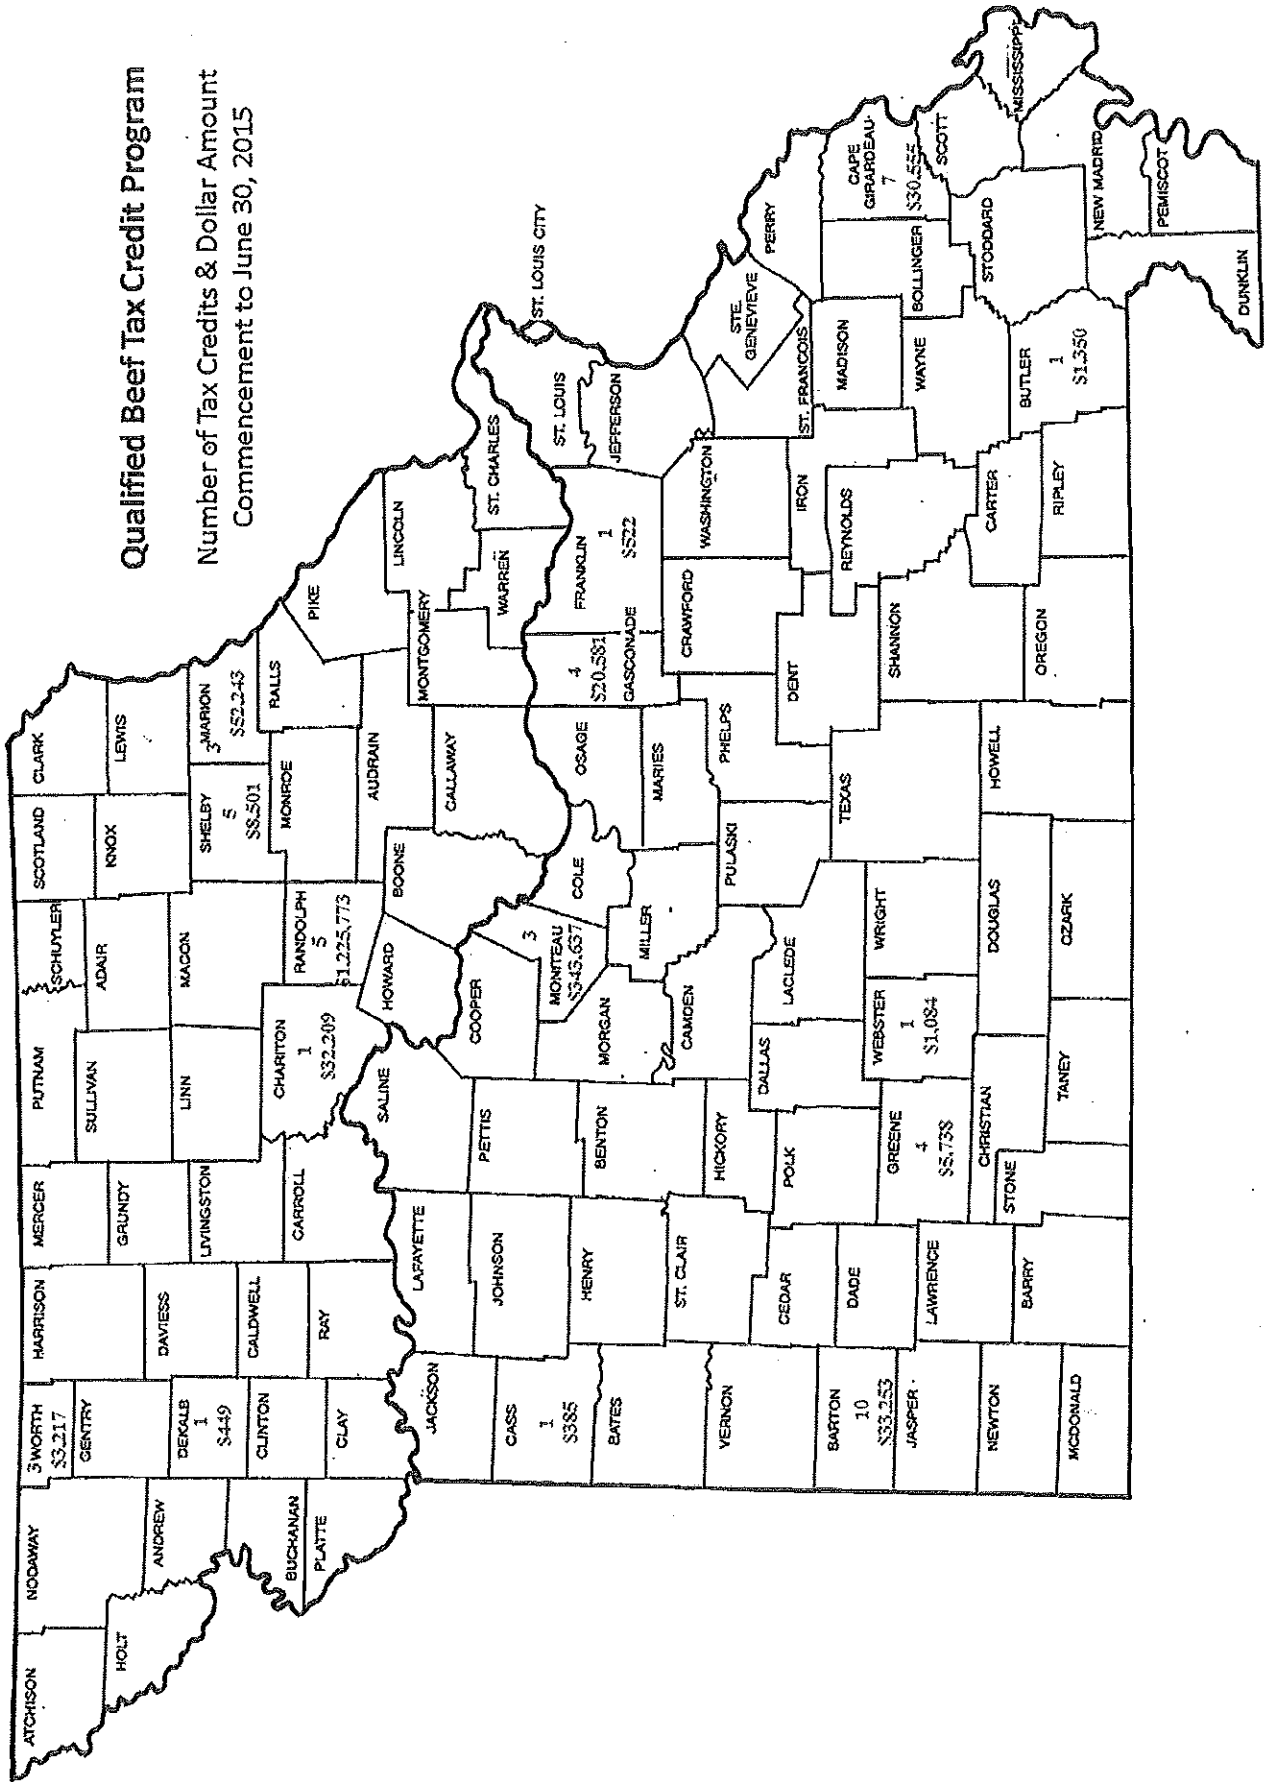 Qualified Beef Tax Credit Program
Number of Tax Credits & Dollar Amount
Commencement to June 30, 2015
ATCHISON
NODAWAY
3 WORTH
$3,217
HARRISON
MERCER
PUTNAM
SCHUYLER
SCOTLAND
CLARK
HOLT
ANDREW
GENTRY
DEKALB
1
$449
DAVIESS
GRUNDY
SULLIVAN
ADAIR
KNOX
LEWIS
LINN
MACON
SHELBY
5
$8,501
3 MARION
$52,243
BUCHANAN
CLINTON
CALDWELL
LIVINGSTON
CHARITON
1
$32,209
RANDOLPH
5
$1,225,773
MONROE
RALLS
PLATTE
CLAY
RAY
CARROLL
PIKE
HOWARD
BOONE
AUDRAIN
SALINE
LINCOLN
JACKSON
LAFAYETTE
COOPER
CALLAWAY
MONTGOMERY
WARREN
ST. CHARLES
CASS
1
$385
JOHNSON
PETTIS
3
MONITEAU
$343,637
COLE
OSAGE
4
$20,581
GASCONADE
FRANKLIN
1
$522
ST. LOUIS
ST. LOUIS CITY
JEFFERSON
BATES
HENRY
BENTON
MORGAN
MILLER
MARIES
VERNON
ST. CLAIR
HICKORY
CAMDEN
PULASKI
PHELPS
CRAWFORD
WASHINGTON
STE.
GENEVIEVE
PERRY
ST. FRANCOIS
CEDAR
POLK
DALLAS
LACLEDE
DENT
IRON
BARTON
10
$33,253
DADE
TEXAS
REYNOLDS
MADISON
CAPE
GIRARDEAU
7
JASPER
GREENE
4
$5,738
WEBSTER
1
$1,084
WRIGHT
SHANNON
WAYNE
BOLLINGER
SCOTT
LAWRENCE
NEWTON
CHRISTIAN
DOUGLAS
HOWELL
CARTER
STODDARD
MISSISSIPPI
STONE
BARRY
MCDONALD
TANEY
OZARK
OREGON
RIPLEY
BUTLER
1
$1,350
NEW MADRID
PEMISCOT
DUNKLIN